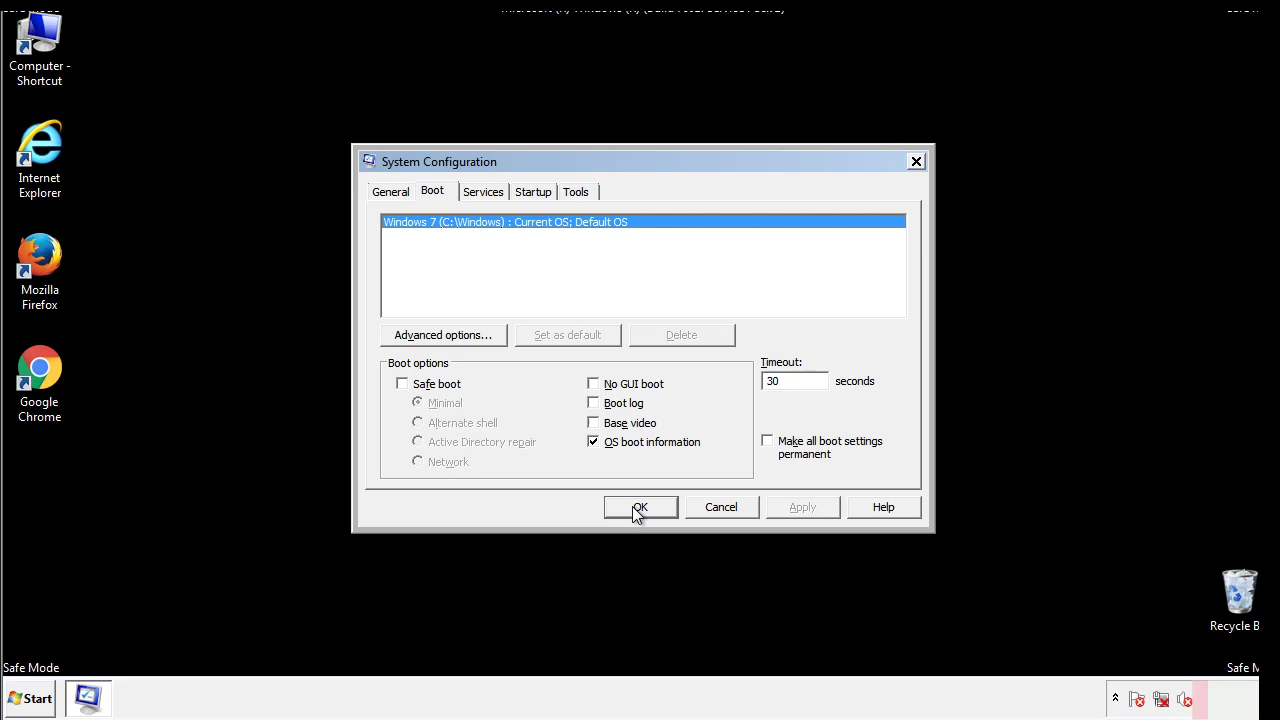 Computer -
Shortcut
Internet
Explorer
Mozilla
Firefox
Google
Chrome
System Configuration
General
Boot
Services
Startup
Tools
Windows 7 (C:\Windows) : Current OS; Default OS
Advanced options...
Set as default
Delete
Boot options
Safe boot
Minimal
Alternate shell
Active Directory repair
Network
No GUI boot
Boot log
Base video
OS boot information
Timeout:
30 seconds
Make all boot settings
permanent
OK
Cancel
Apply
Help
Recycle B
Safe Mode
Safe M
Start